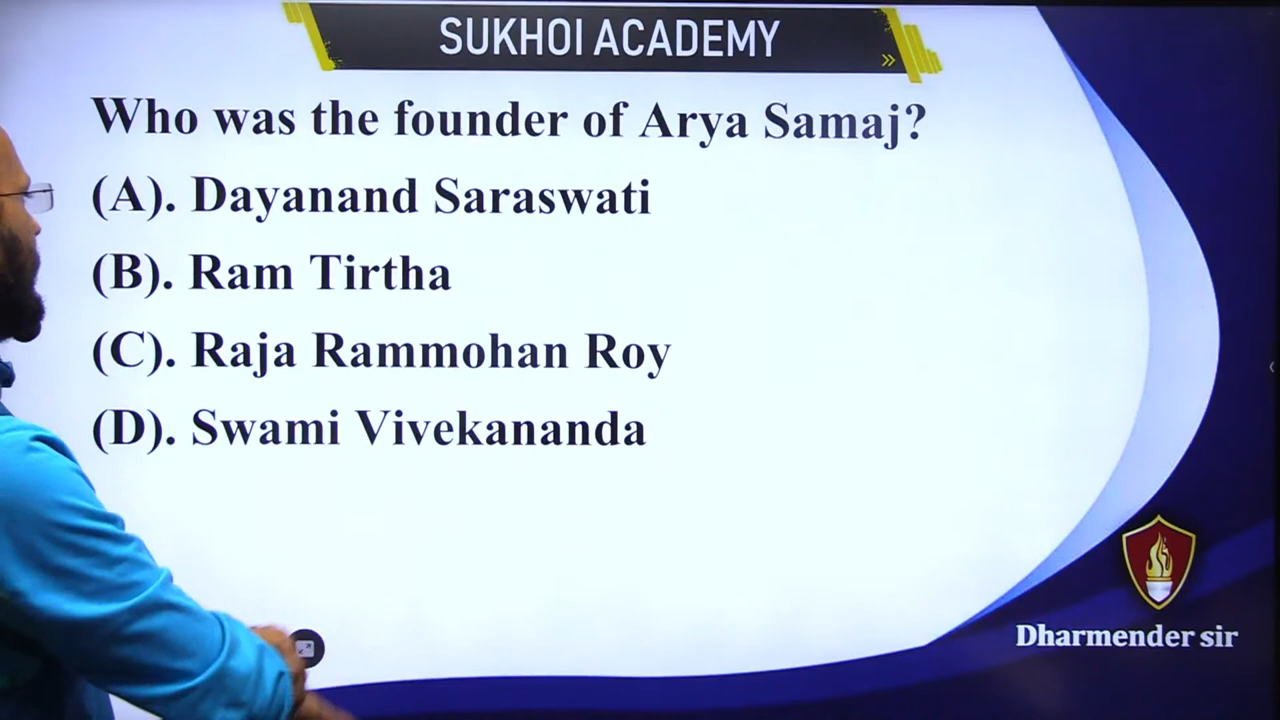 SUKHOI ACADEMY
Who was the founder of Arya Samaj?
(A). Dayanand Saraswati
(B). Ram Tirtha
(C). Raja Rammohan Roy
(D). Swami Vivekananda
Dharmender sir